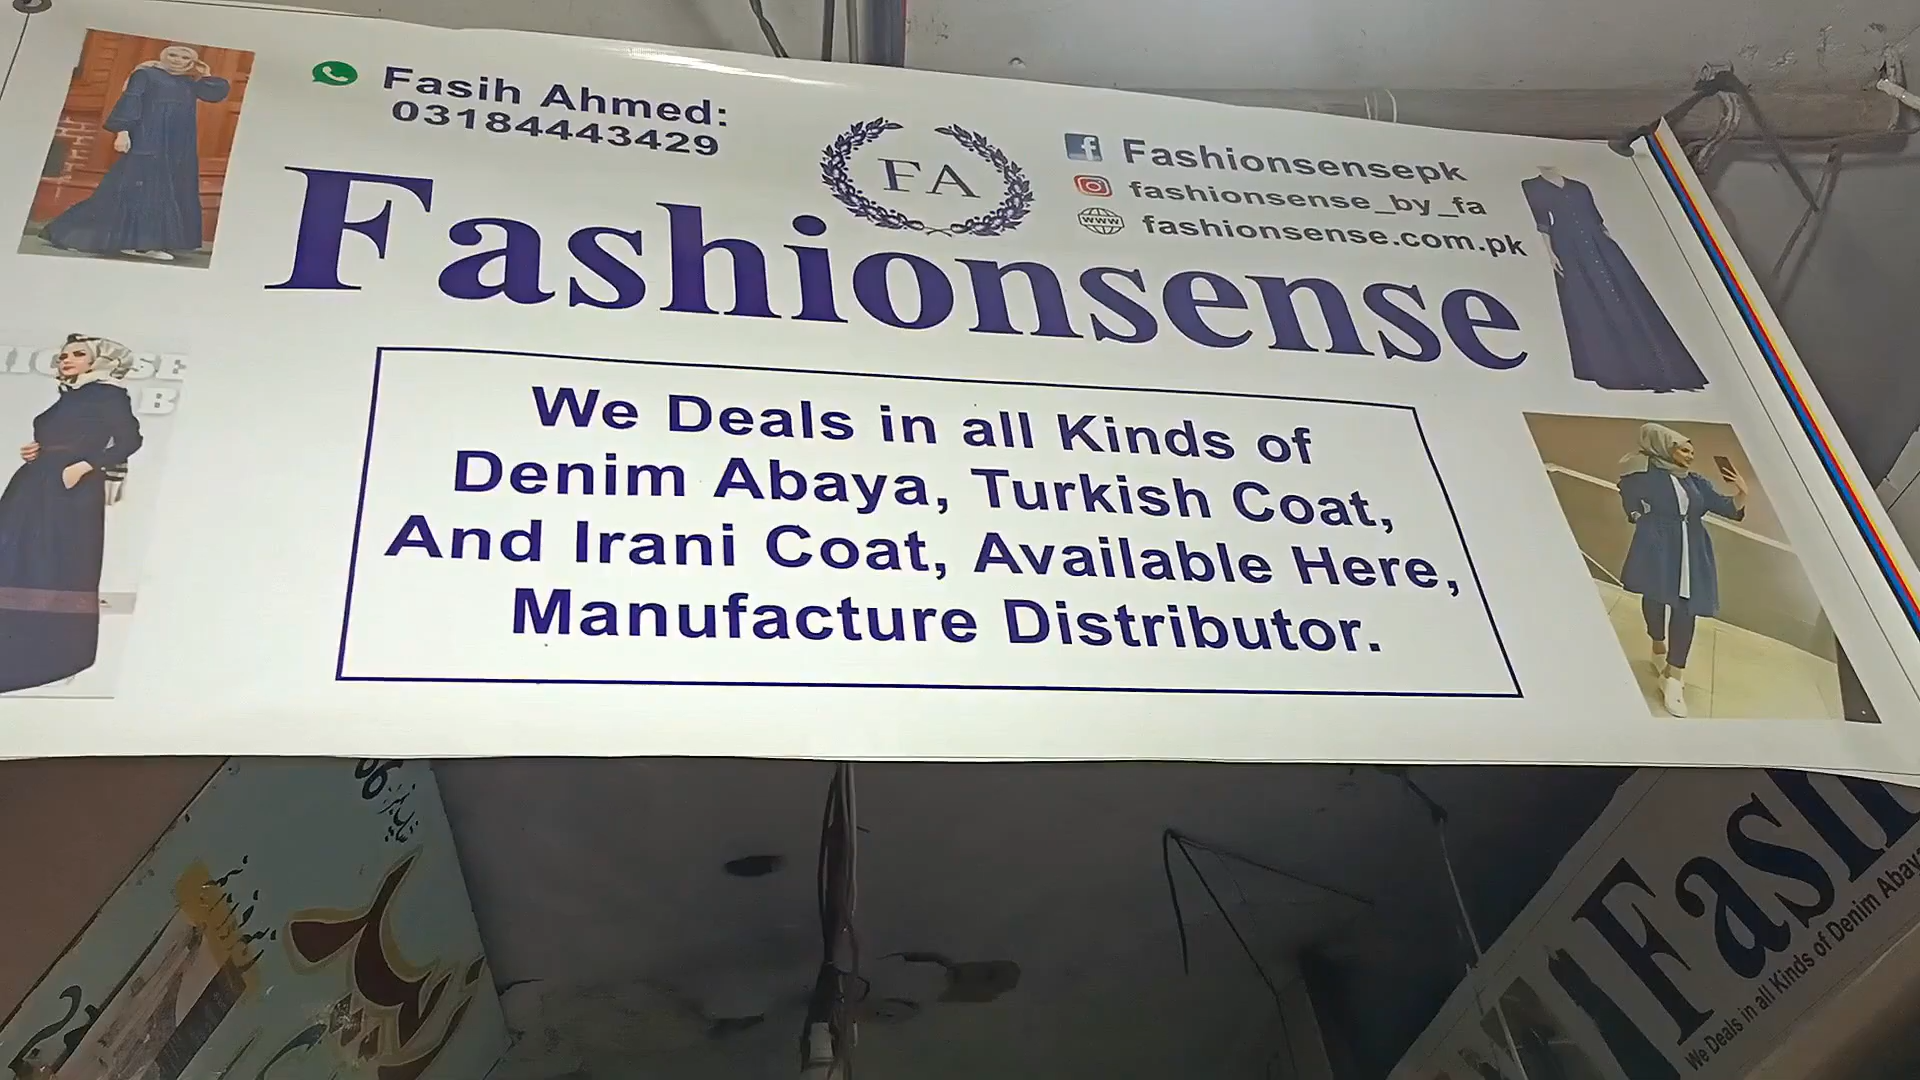 Fasih Ahmed:
03184443429
FA
Fashionsensepk
fashionsense_by_fa
www
fashionsense.com.pk
Fashionsense
We Deals in all Kinds of
Denim Abaya, Turkish Coat,
And Irani Coat, Available Here,
Manufacture Distributor.
Fash
We Deals in all Kinds of Denim Abaya